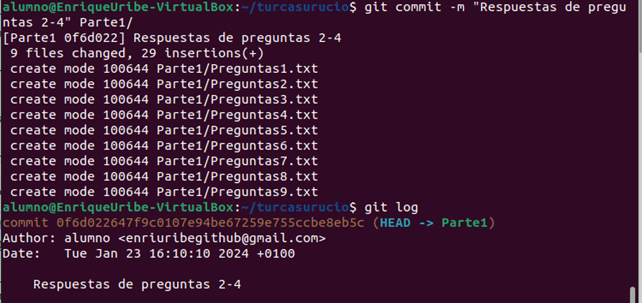 alumno@EnriqueUribe-VirtualBox:~/turcasurucio$ git commit -m "Respuestas de pregu
ntas 2-4" Parte1/
[Parte1 0f6d022] Respuestas de preguntas 2-4
 9 files changed, 29 insertions(+)
 create mode 100644 Parte1/Preguntas1.txt
 create mode 100644 Parte1/Preguntas2.txt
 create mode 100644 Parte1/Preguntas3.txt
 create mode 100644 Parte1/Preguntas4.txt
 create mode 100644 Parte1/Preguntas5.txt
 create mode 100644 Parte1/Preguntas6.txt
 create mode 100644 Parte1/Preguntas7.txt
 create mode 100644 Parte1/Preguntas8.txt
 create mode 100644 Parte1/Preguntas9.txt
alumno@EnriqueUribe-VirtualBox:~/turcasurucio$ git log
commit 0f6d022647f9c0107e94be67259e755ccbe8eb5c (HEAD -> Parte1)
Author: alumno <enriuribegithub@gmail.com>
Date:   Tue Jan 23 16:10:10 2024 +0100

    Respuestas de preguntas 2-4